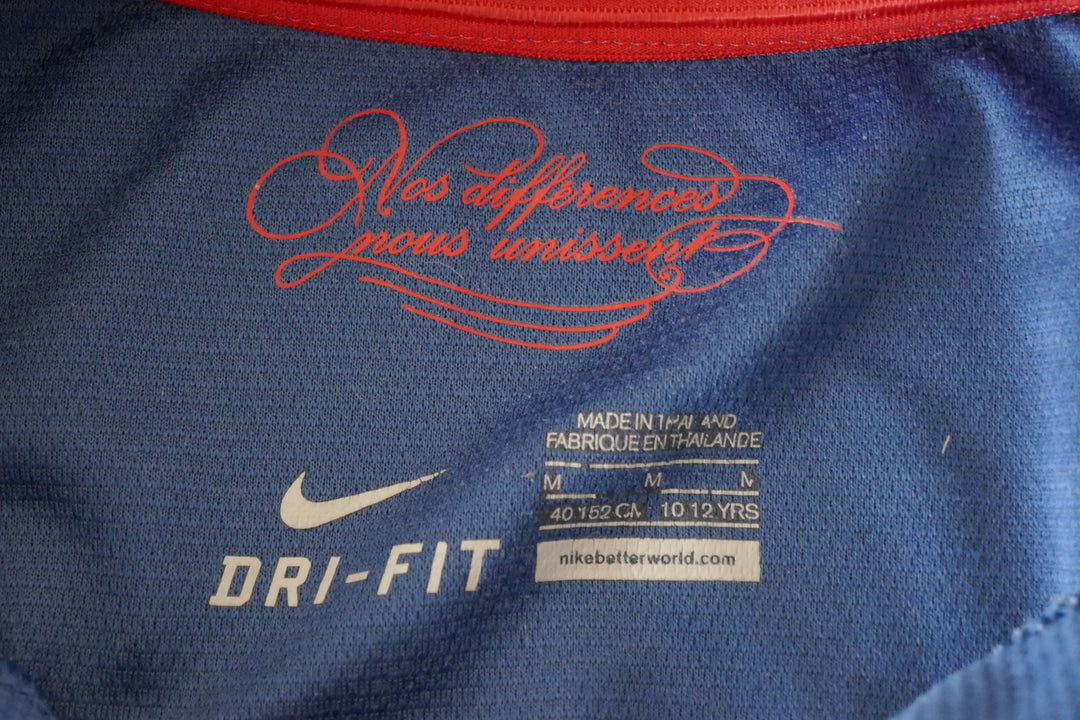 Nos différences
nous unissent
MADE IN THAILAND
FABRIQUE EN THAILANDE
M M M
152 CM 10 12 YRS
DRI-FIT
nikebetterworld.com